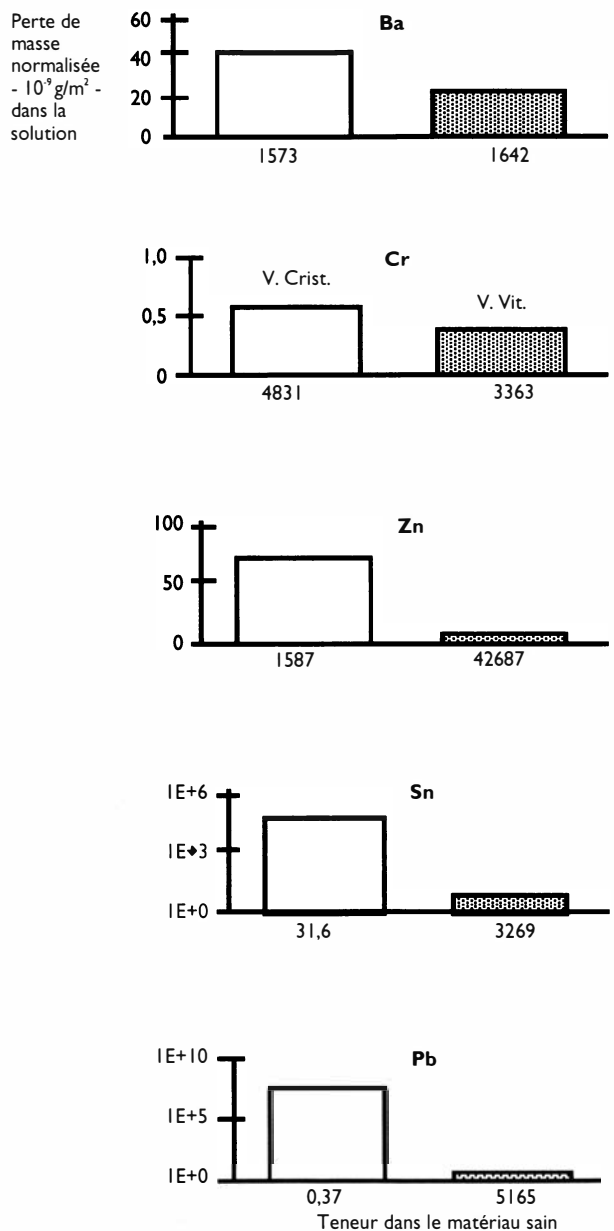 Perte de
masse
normalisée
- 10⁻⁹ g/m² -
dans la
solution
Ba
60
40
20
0
1573 1642
Cr
1,0
0,5
0
V. Crist. V. Vit.
4831 3363
Zn
100
50
0
1587 42687
Sn
1E+6
1E+3
1E+0
31,6 3269
Pb
1E+10
1E+5
1E+0
0,37 5165
Teneur dans le matériau sain